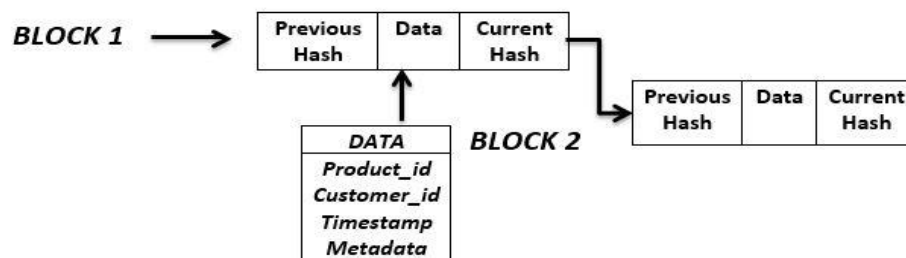 BLOCK 1
Previous Hash
Data
Current Hash
Previous Hash
Data
Current Hash
BLOCK 2
DATA
Product_id
Customer_id
Timestamp
Metadata